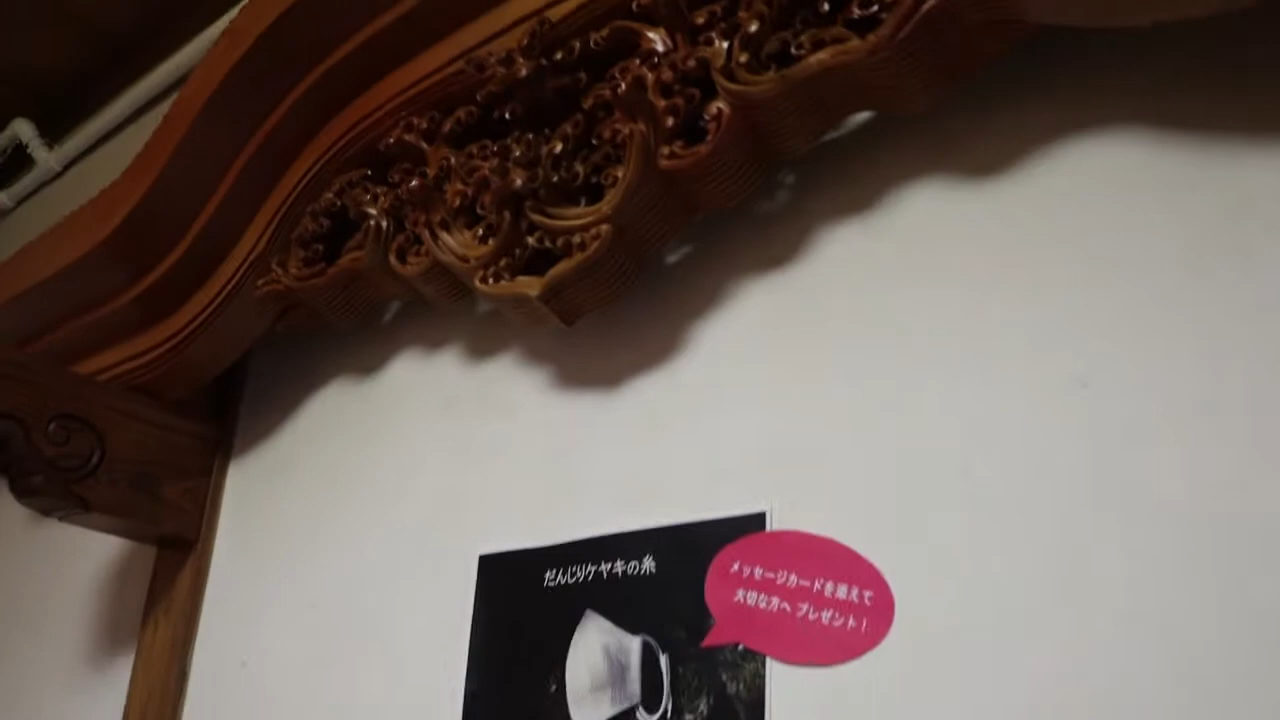 だんじりケヤキの糸
メッセージカードを添えて
大切な方へ プレゼント!